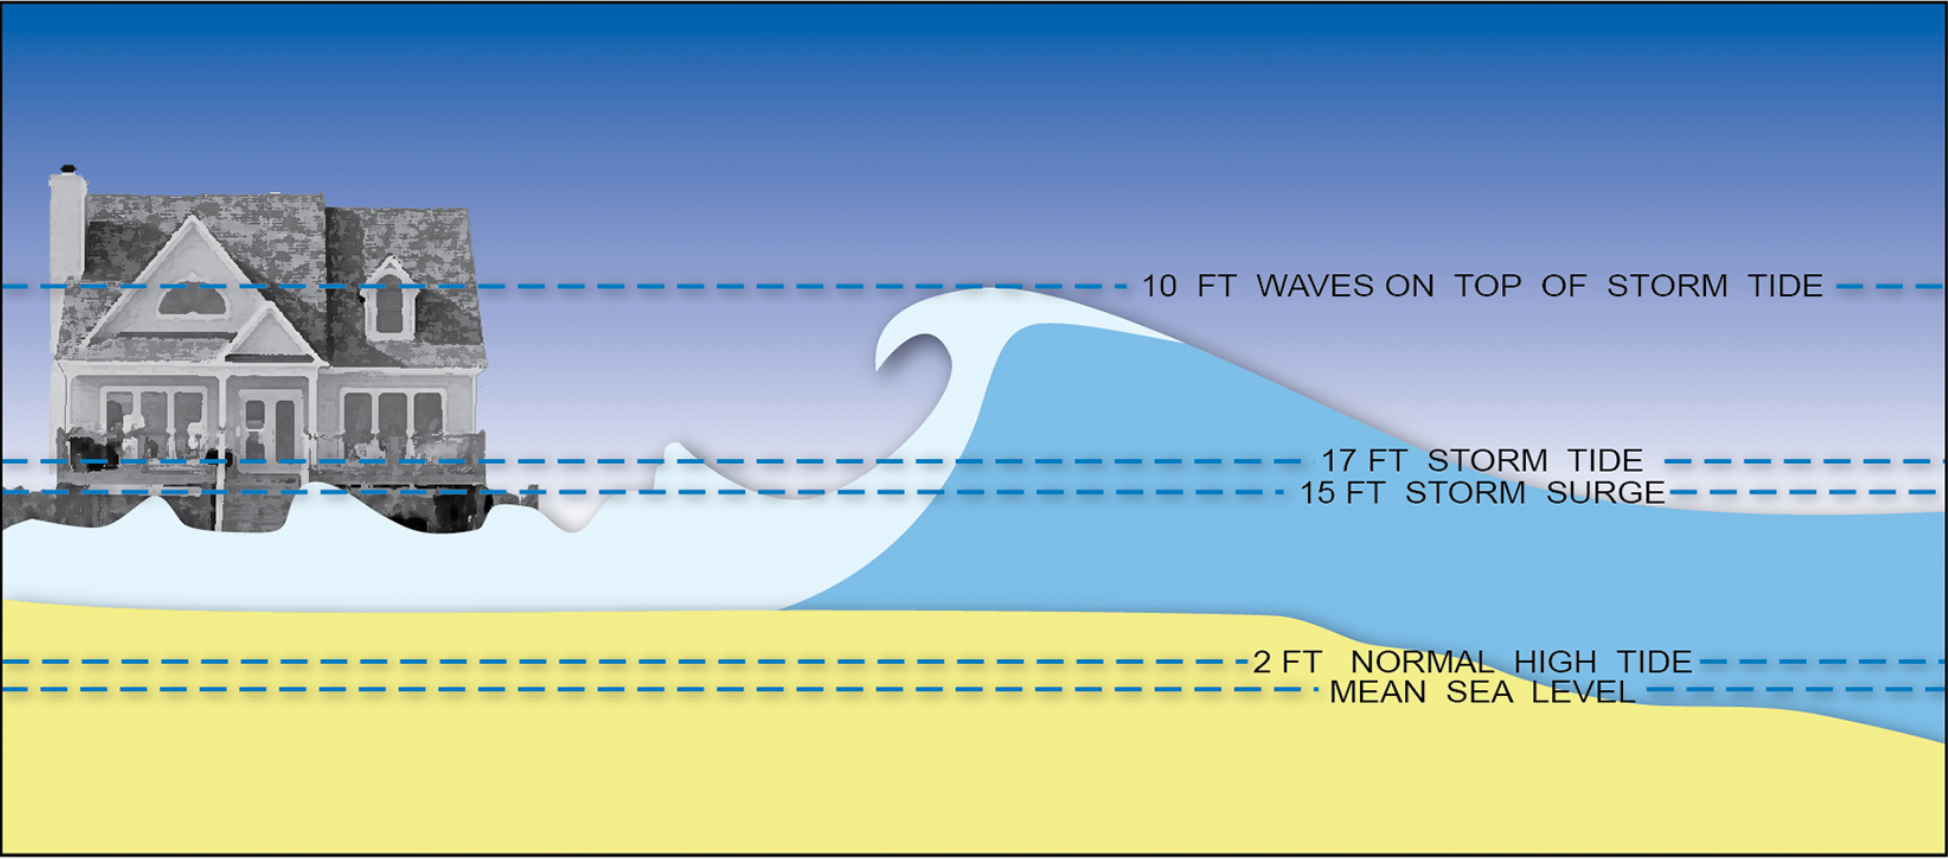 10 FT WAVES ON TOP OF STORM TIDE
17 FT STORM TIDE
15 FT STORM SURGE
2 FT NORMAL HIGH TIDE
MEAN SEA LEVEL